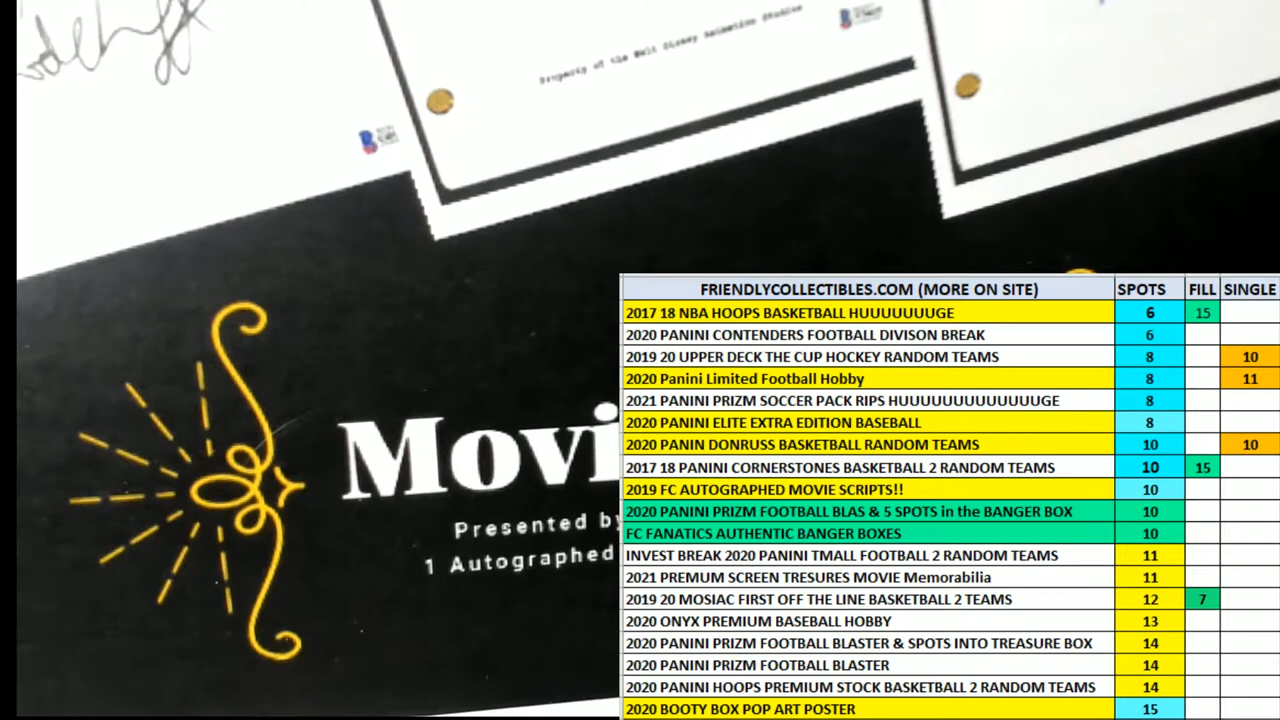 Property of the Walt Disney Animation Studios
Movi
Presented by
1 Autographed
FRIENDLYCOLLECTIBLES.COM (MORE ON SITE) SPOTS FILL SINGLE
2017 18 NBA HOOPS BASKETBALL HUUUUUUUGE 6 15
2020 PANINI CONTENDERS FOOTBALL DIVISON BREAK 6
2019 20 UPPER DECK THE CUP HOCKEY RANDOM TEAMS 8 10
2020 Panini Limited Football Hobby 8 11
2021 PANINI PRIZM SOCCER PACK RIPS HUUUUUUUUUUUUGE 8
2020 PANINI ELITE EXTRA EDITION BASEBALL 8
2020 PANIN DONRUSS BASKETBALL RANDOM TEAMS 10 10
2017 18 PANINI CORNERSTONES BASKETBALL 2 RANDOM TEAMS 10 15
2019 FC AUTOGRAPHED MOVIE SCRIPTS!! 10
2020 PANINI PRIZM FOOTBALL BLAS & 5 SPOTS in the BANGER BOX 10
FC FANATICS AUTHENTIC BANGER BOXES 10
INVEST BREAK 2020 PANINI TMALL FOOTBALL 2 RANDOM TEAMS 11
2021 PREMUM SCREEN TRESURES MOVIE Memorabilia 11
2019 20 MOSIAC FIRST OFF THE LINE BASKETBALL 2 TEAMS 12 7
2020 ONYX PREMIUM BASEBALL HOBBY 13
2020 PANINI PRIZM FOOTBALL BLASTER & SPOTS INTO TREASURE BOX 14
2020 PANINI PRIZM FOOTBALL BLASTER 14
2020 PANINI HOOPS PREMIUM STOCK BASKETBALL 2 RANDOM TEAMS 14
2020 BOOTY BOX POP ART POSTER 15